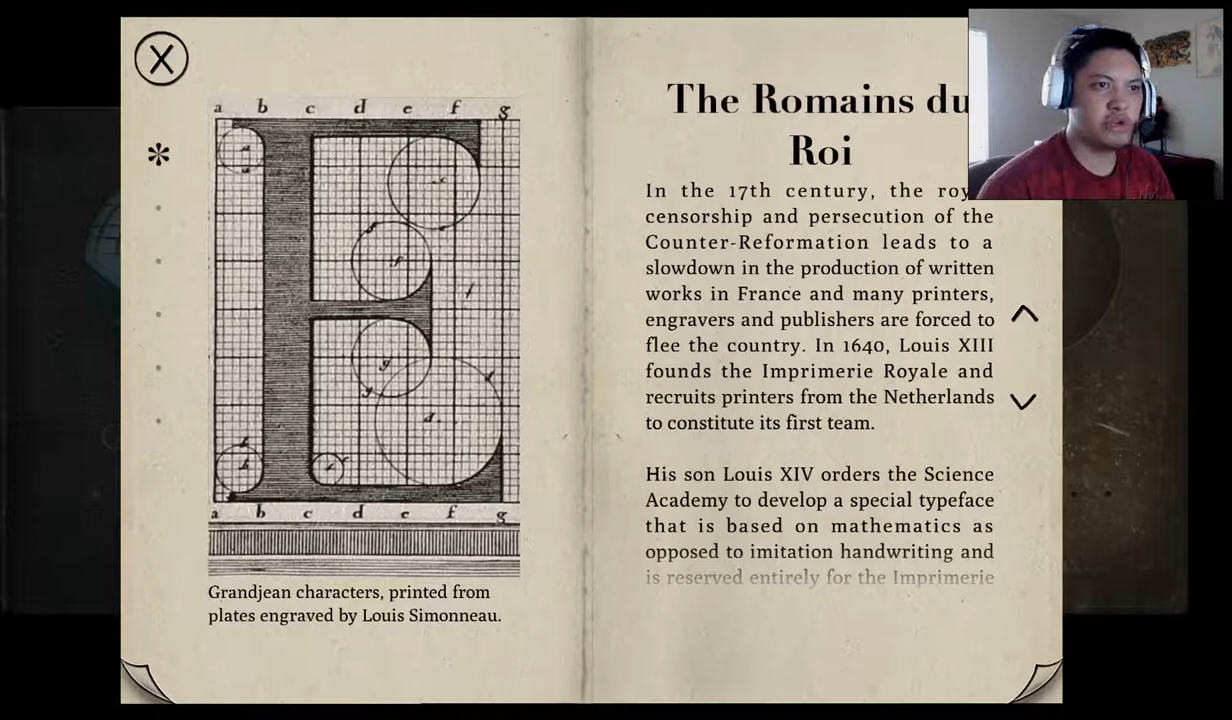 a b c d e f g
a b c d e f g
Grandjean characters, printed from
plates engraved by Louis Simonneau.
The Romains du
Roi
In the 17th century, the
censorship and persecution of the
Counter-Reformation leads to a
slowdown in the production of written
works in France and many printers,
engravers and publishers are forced to
flee the country. In 1640, Louis XIII
founds the Imprimerie Royale and
recruits printers from the Netherlands
to constitute its first team.
His son Louis XIV orders the Science
Academy to develop a special typeface
that is based on mathematics as
opposed to imitation handwriting and
is reserved entirely for the Imprimerie